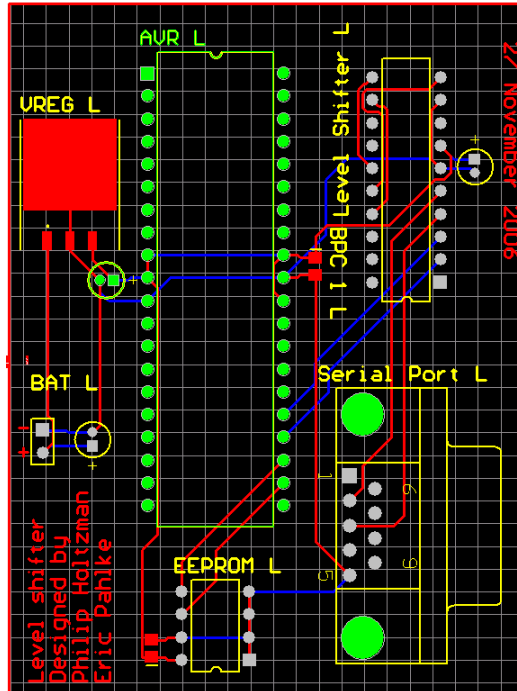 AVR L
VREG L
Level Shifter L
BPC 1 L
27 November 2006
BAT L
- +
Serial Port L
1
6
5
9
EEPROM L
Level shifter
Designed by
Philip Holtzman
Eric Pahlke